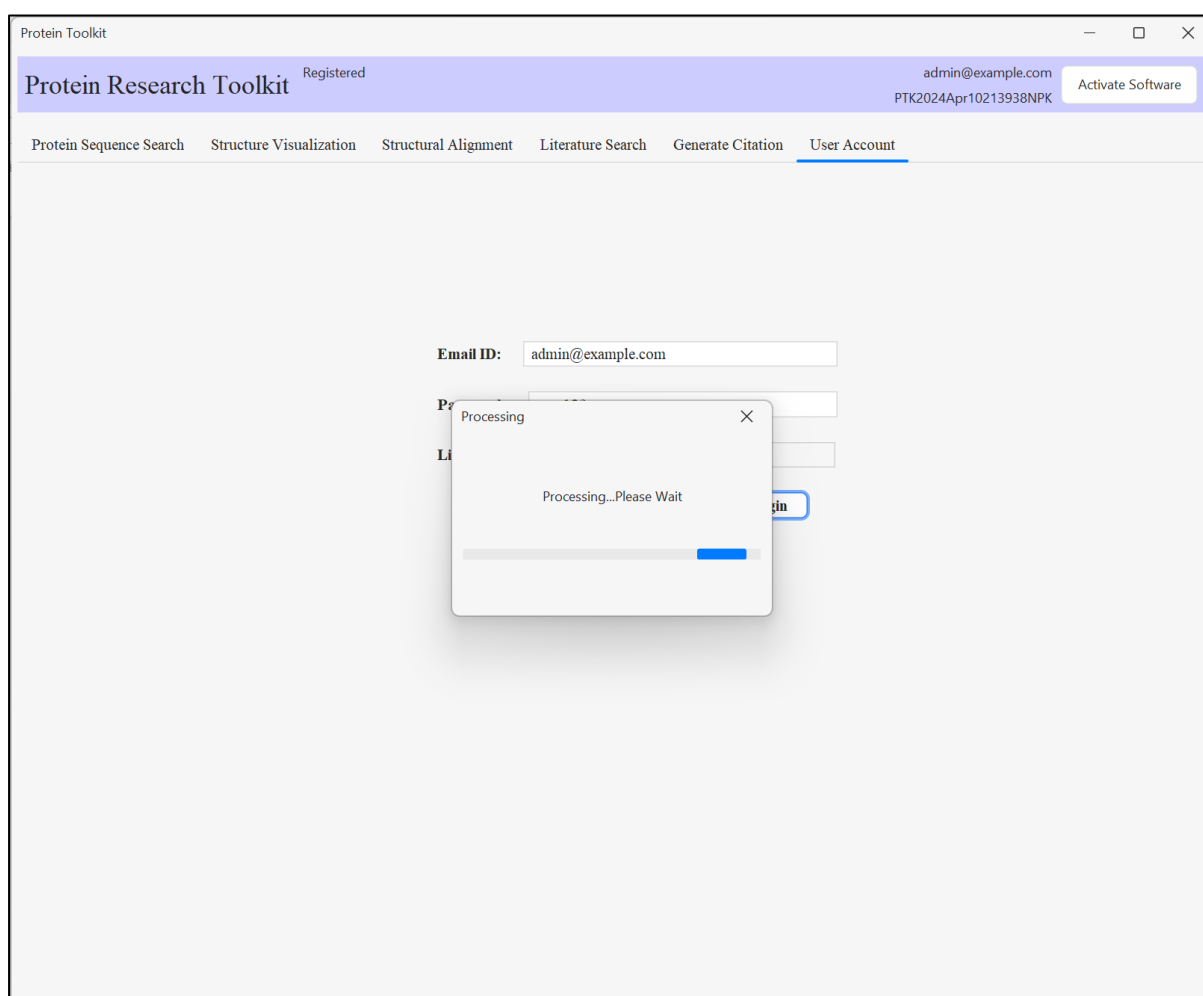 Protein Toolkit
Protein Research Toolkit
Registered
admin@example.com
PTK2024Apr10213938NPK
Activate Software
Protein Sequence Search Structure Visualization Structural Alignment Literature Search Generate Citation User Account
Email ID: admin@example.com
Processing
Processing...Please Wait